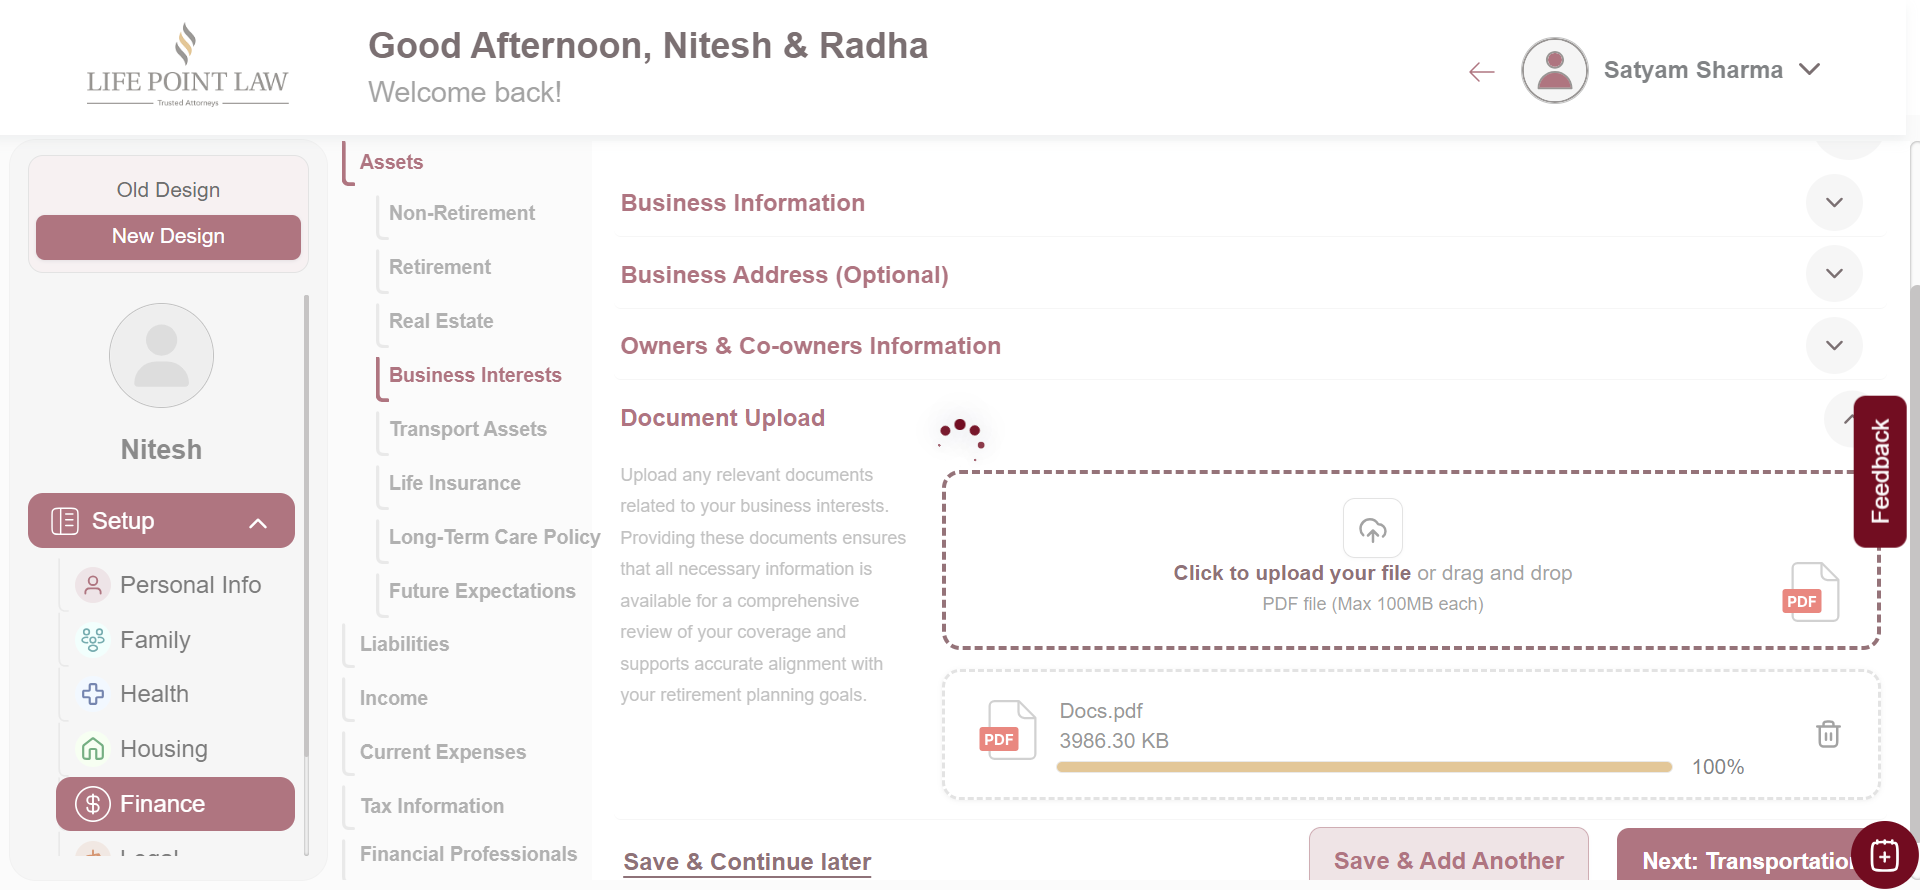 LIFE POINT LAW
Trusted Attorneys
Good Afternoon, Nitesh & Radha
Welcome back!
Satyam Sharma
Old Design
New Design
Nitesh
Setup
Personal Info
Family
Health
Housing
Finance
Legal
Assets
Non-Retirement
Retirement
Real Estate
Business Interests
Transport Assets
Life Insurance
Long-Term Care Policy
Future Expectations
Liabilities
Income
Current Expenses
Tax Information
Financial Professionals
Business Information
Business Address (Optional)
Owners & Co-owners Information
Document Upload
Upload any relevant documents
related to your business interests.
Providing these documents ensures
that all necessary information is
available for a comprehensive
review of your coverage and
supports accurate alignment with
your retirement planning goals.
Click to upload your file or drag and drop
PDF file (Max 100MB each)
PDF
PDF
Docs.pdf
3986.30 KB
100%
Feedback
Save & Continue later
Save & Add Another
Next: Transportatio